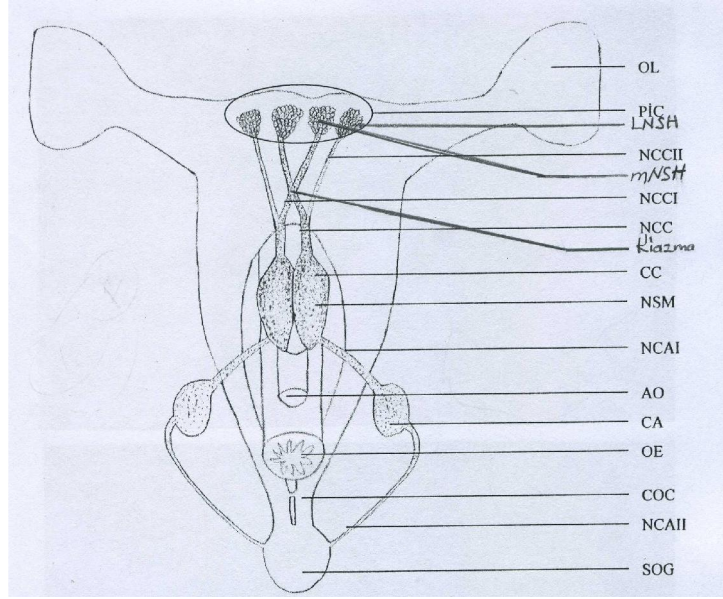 OL
PİC
LNSH
NCCII
mNSH
NCCI
NCC
Kiazma
CC
NSM
NCAI
AO
CA
OE
COC
NCAII
SOG